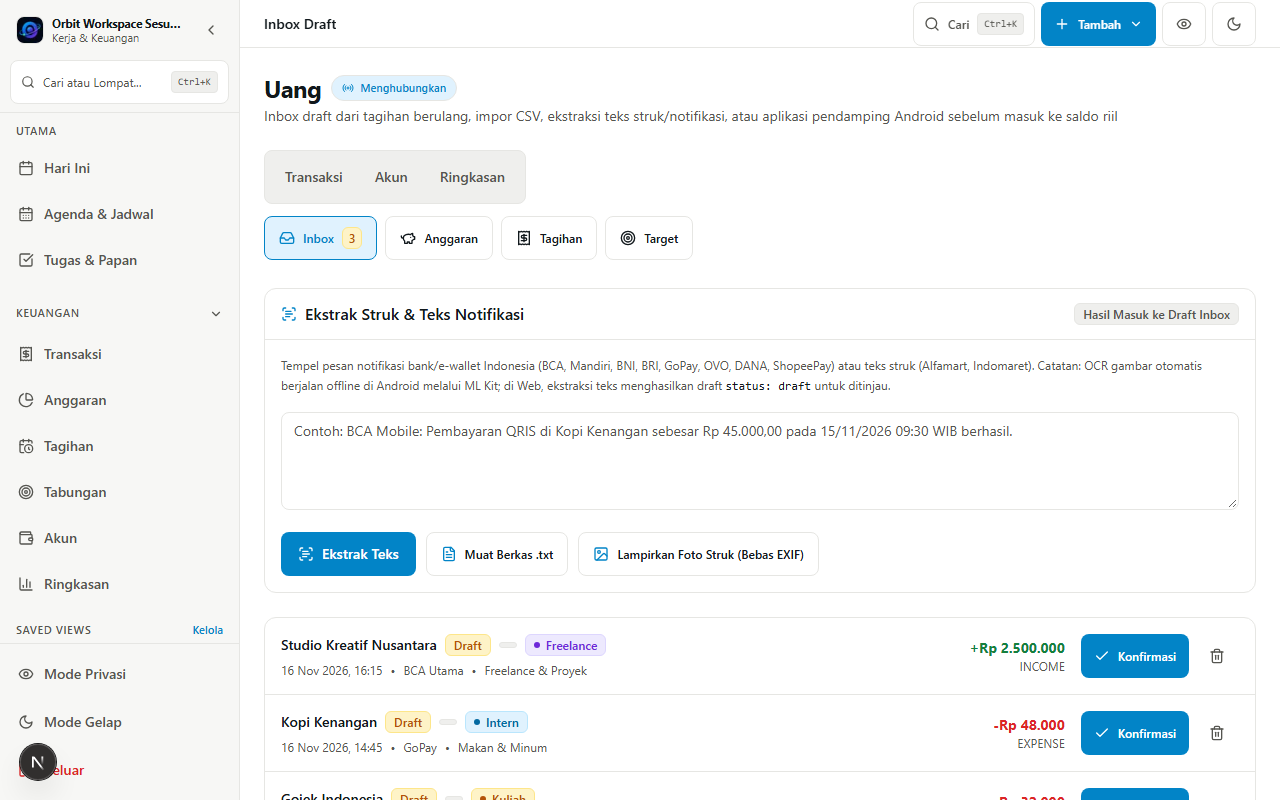 Orbit Workspace Sesu...
Kerja & Keuangan
Cari atau Lompat...
Ctrl+K
UTAMA
Hari Ini
Agenda & Jadwal
Tugas & Papan
KEUANGAN
Transaksi
Anggaran
Tagihan
Tabungan
Akun
Ringkasan
SAVED VIEWS
Kelola
Mode Privasi
Mode Gelap
N
eluar
Inbox Draft
Cari
Ctrl+K
Tambah
Uang
Menghubungkan
Inbox draft dari tagihan berulang, impor CSV, ekstraksi teks struk/notifikasi, atau aplikasi pendamping Android sebelum masuk ke saldo riil
Transaksi
Akun
Ringkasan
Inbox 3
Anggaran
Tagihan
Target
Ekstrak Struk & Teks Notifikasi
Hasil Masuk ke Draft Inbox
Tempel pesan notifikasi bank/e-wallet Indonesia (BCA, Mandiri, BNI, BRI, GoPay, OVO, DANA, ShopeePay) atau teks struk (Alfamart, Indomaret). Catatan: OCR gambar otomatis
berjalan offline di Android melalui ML Kit; di Web, ekstraksi teks menghasilkan draft status: draft untuk ditinjau.
Contoh: BCA Mobile: Pembayaran QRIS di Kopi Kenangan sebesar Rp 45.000,00 pada 15/11/2026 09:30 WIB berhasil.
Ekstrak Teks
Muat Berkas .txt
Lampirkan Foto Struk (Bebas EXIF)
Studio Kreatif Nusantara Draft Freelance
16 Nov 2026, 16:15 • BCA Utama • Freelance & Proyek
+Rp 2.500.000
INCOME
Konfirmasi
Kopi Kenangan Draft Intern
16 Nov 2026, 14:45 • GoPay • Makan & Minum
-Rp 48.000
EXPENSE
Konfirmasi
Gojek Indonesia Draft Kuliah